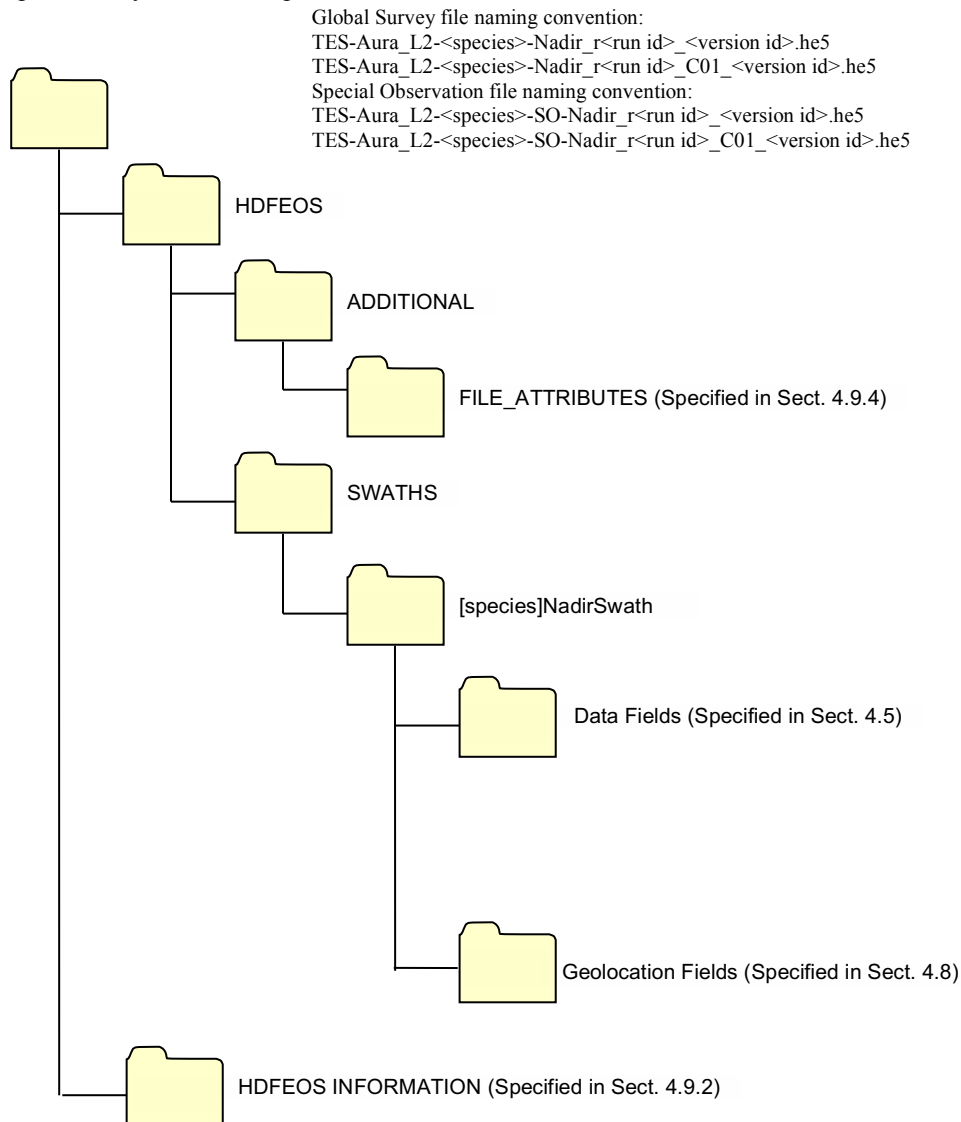 Global Survey file naming convention:
TES-Aura_L2-<species>-Nadir_r<run id>_<version id>.he5
TES-Aura_L2-<species>-Nadir_r<run id>_C01_<version id>.he5
Special Observation file naming convention:
TES-Aura_L2-<species>-SO-Nadir_r<run id>_<version id>.he5
TES-Aura_L2-<species>-SO-Nadir_r<run id>_C01_<version id>.he5
HDFEOS
ADDITIONAL
FILE_ATTRIBUTES (Specified in Sect. 4.9.4)
SWATHS
[species]NadirSwath
Data Fields (Specified in Sect. 4.5)
Geolocation Fields (Specified in Sect. 4.8)
HDFEOS INFORMATION (Specified in Sect. 4.9.2)